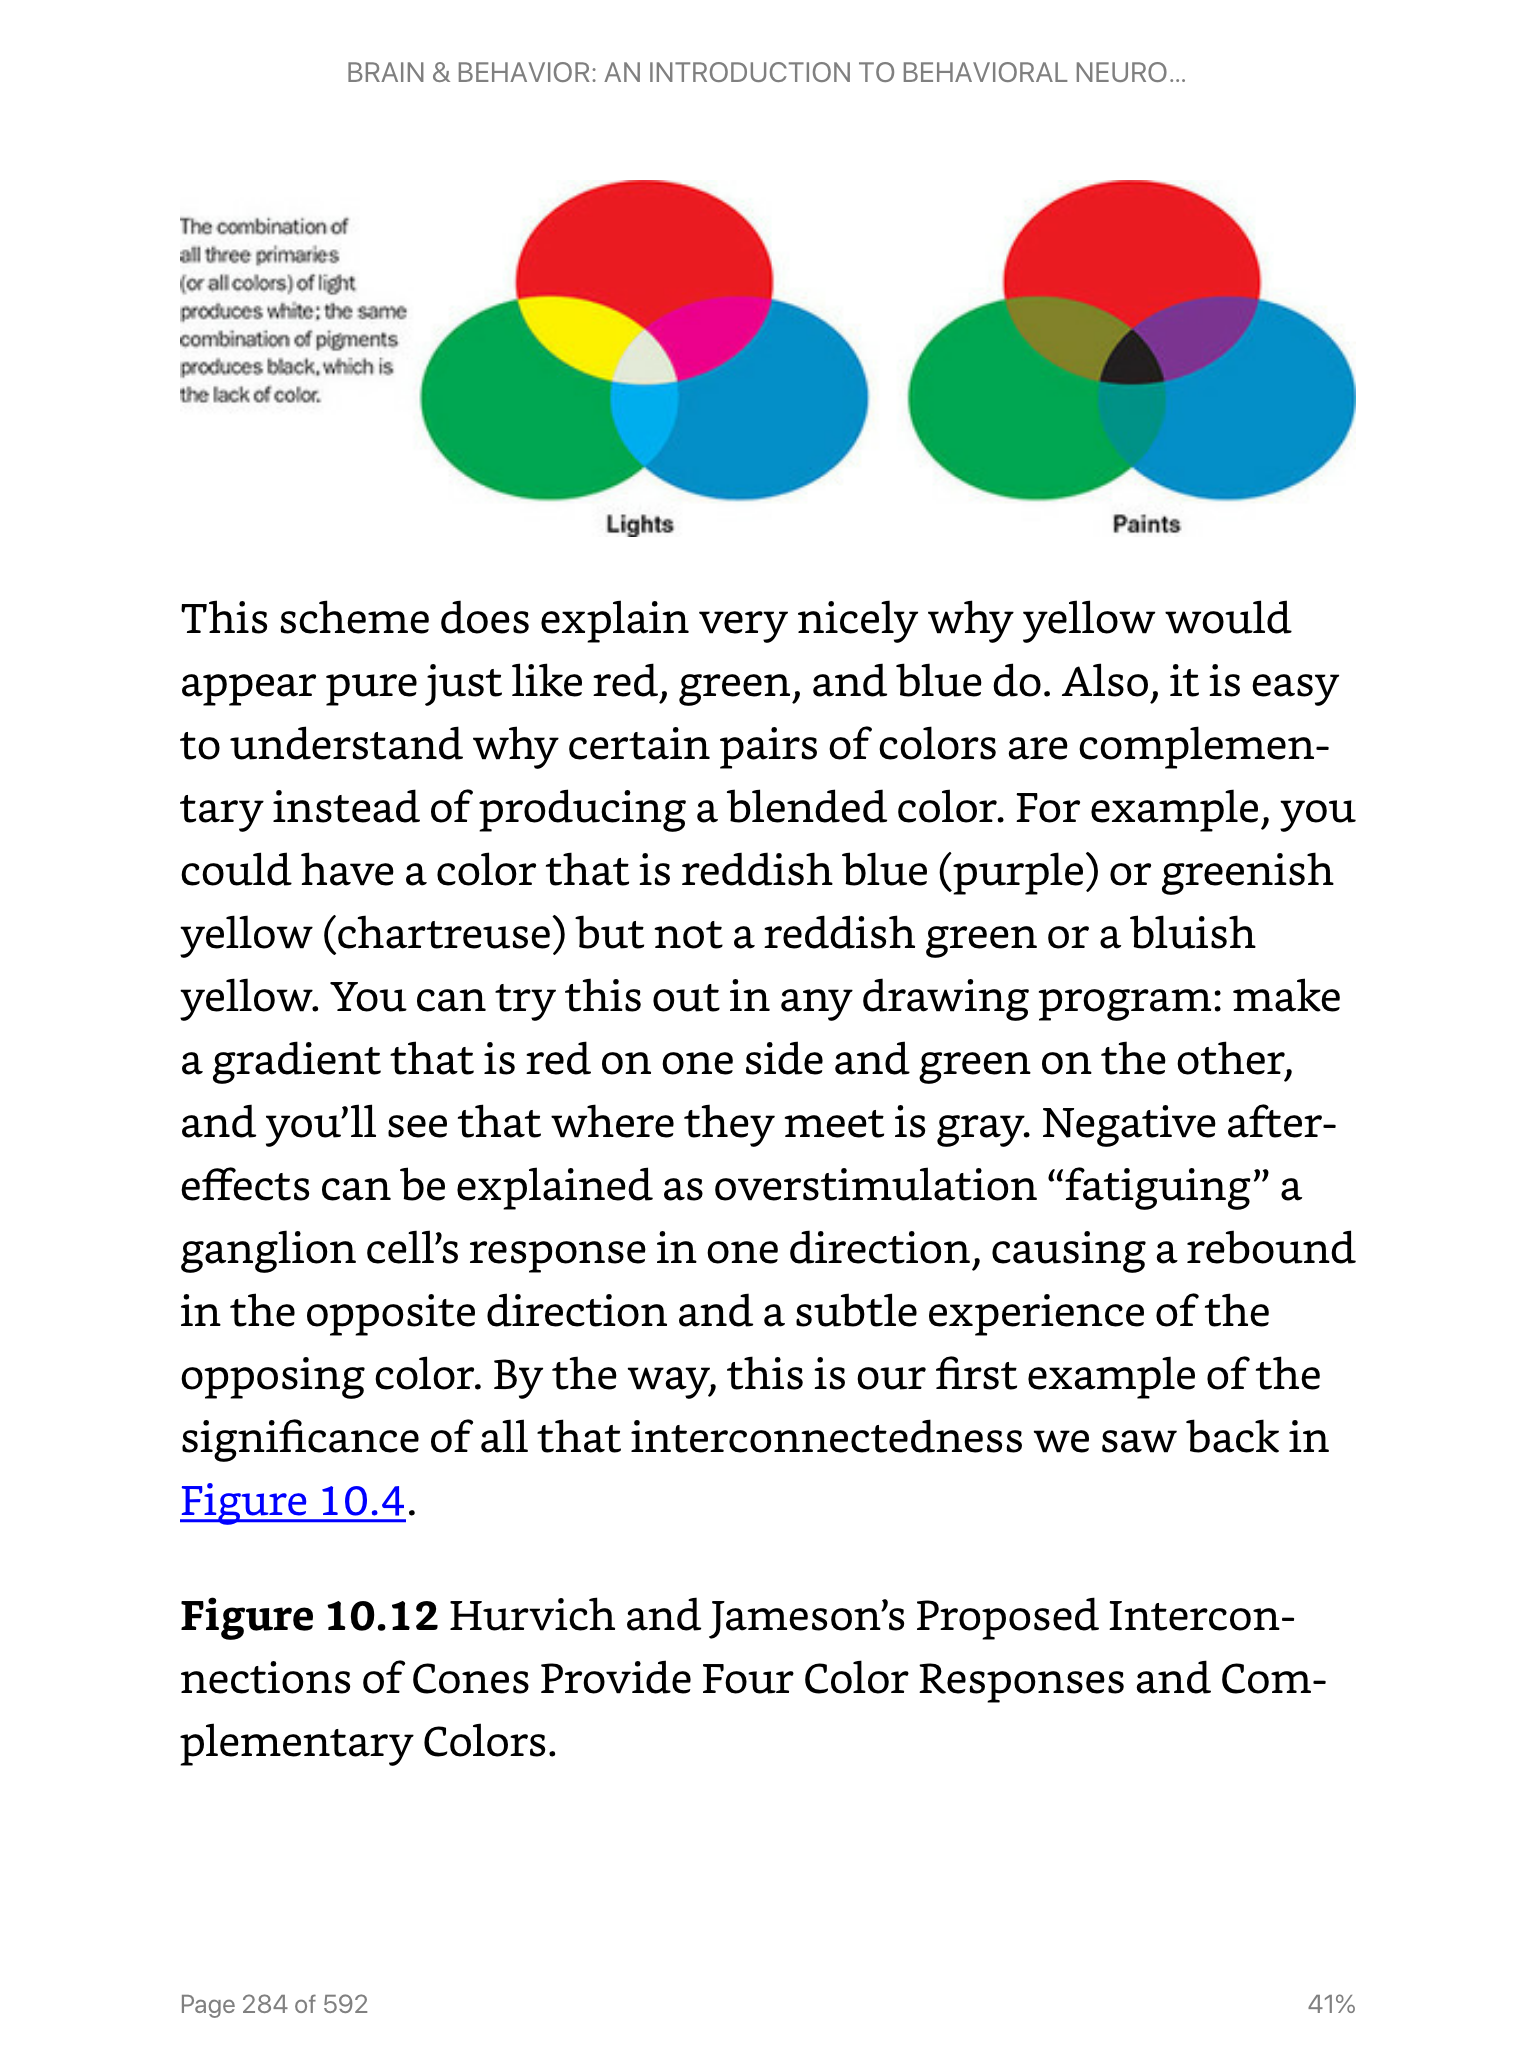 BRAIN & BEHAVIOR: AN INTRODUCTION TO BEHAVIORAL NEURO...
The combination of
all three primaries
(or all colors) of light
produces white; the same
combination of pigments
produces black, which is
the lack of color.
Lights
Paints
This scheme does explain very nicely why yellow would
appear pure just like red, green, and blue do. Also, it is easy
to understand why certain pairs of colors are complemen-
tary instead of producing a blended color. For example, you
could have a color that is reddish blue (purple) or greenish
yellow (chartreuse) but not a reddish green or a bluish
yellow. You can try this out in any drawing program: make
a gradient that is red on one side and green on the other,
and you’ll see that where they meet is gray. Negative after-
effects can be explained as overstimulation “fatiguing” a
ganglion cell’s response in one direction, causing a rebound
in the opposite direction and a subtle experience of the
opposing color. By the way, this is our first example of the
significance of all that interconnectedness we saw back in
Figure 10.4.
Figure 10.12 Hurvich and Jameson’s Proposed Intercon-
nections of Cones Provide Four Color Responses and Com-
plementary Colors.
Page 284 of 592
41%